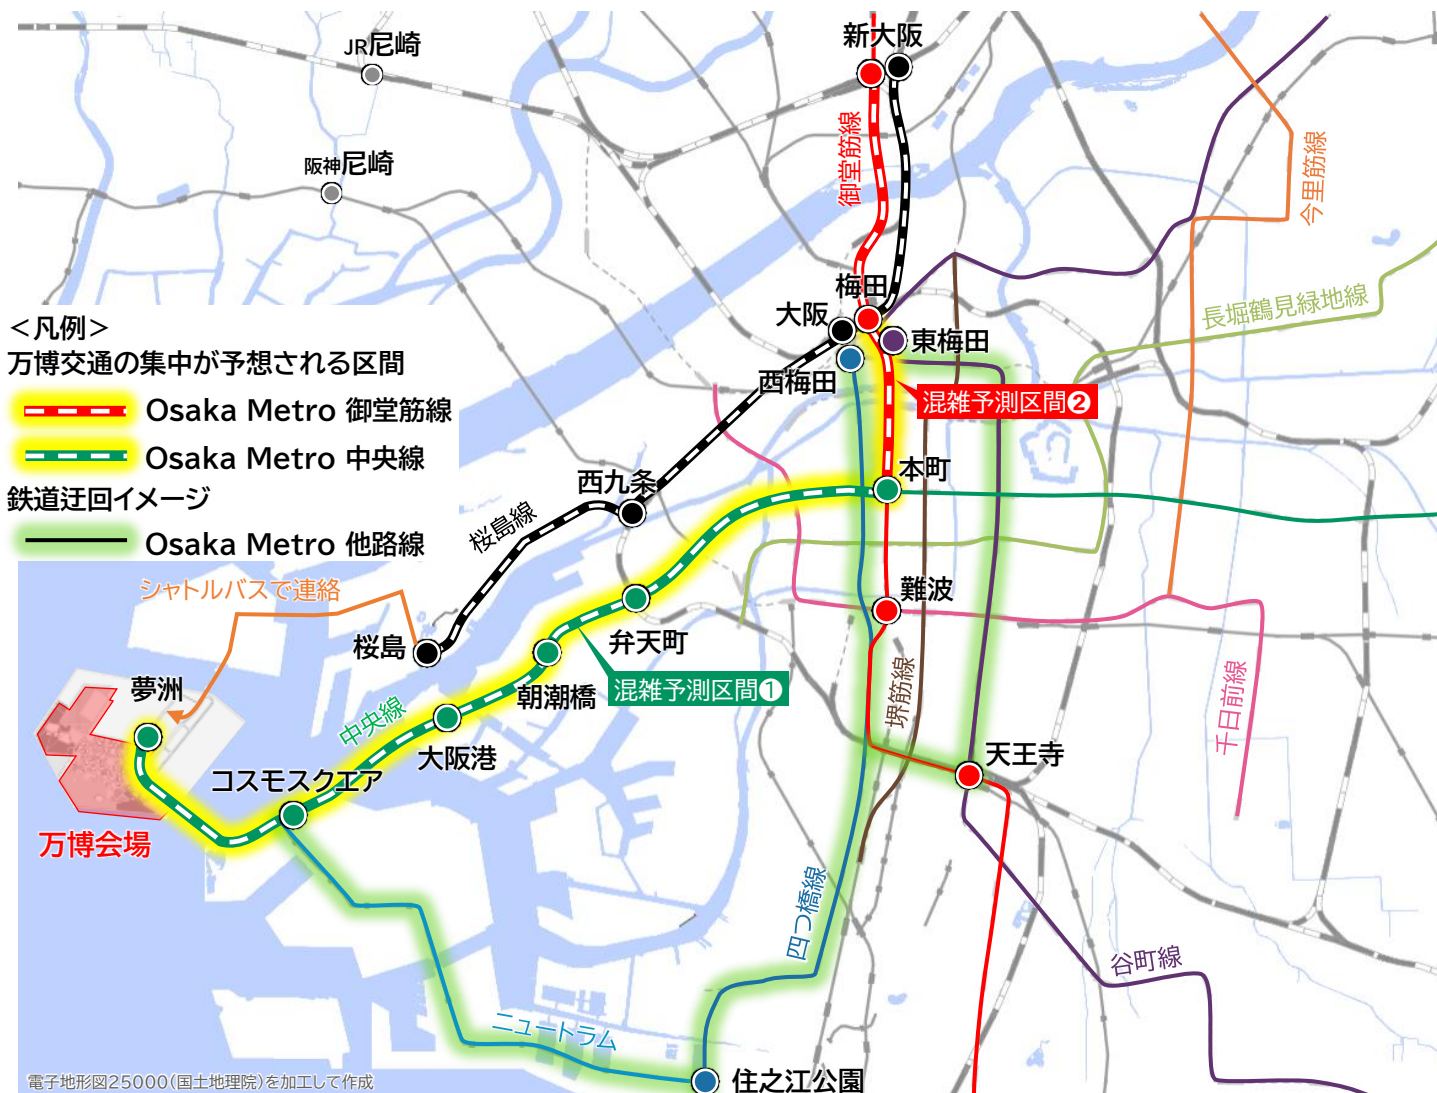 JR尼崎
新大阪
阪神尼崎
御堂筋線
今里筋線
梅田
大阪
東梅田
西梅田
長堀鶴見緑地線
<凡例>
万博交通の集中が予想される区間
Osaka Metro 御堂筋線
Osaka Metro 中央線
鉄道迂回イメージ
Osaka Metro 他路線
混雑予測区間❷
本町
西九条
桜島線
シャトルバスで連絡
桜島
弁天町
難波
混雑予測区間❶
朝潮橋
夢洲
中央線
大阪港
コスモスクエア
堺筋線
千日前線
天王寺
万博会場
四つ橋線
谷町線
ニュートラム
住之江公園
電子地形図25000(国土地理院)を加工して作成